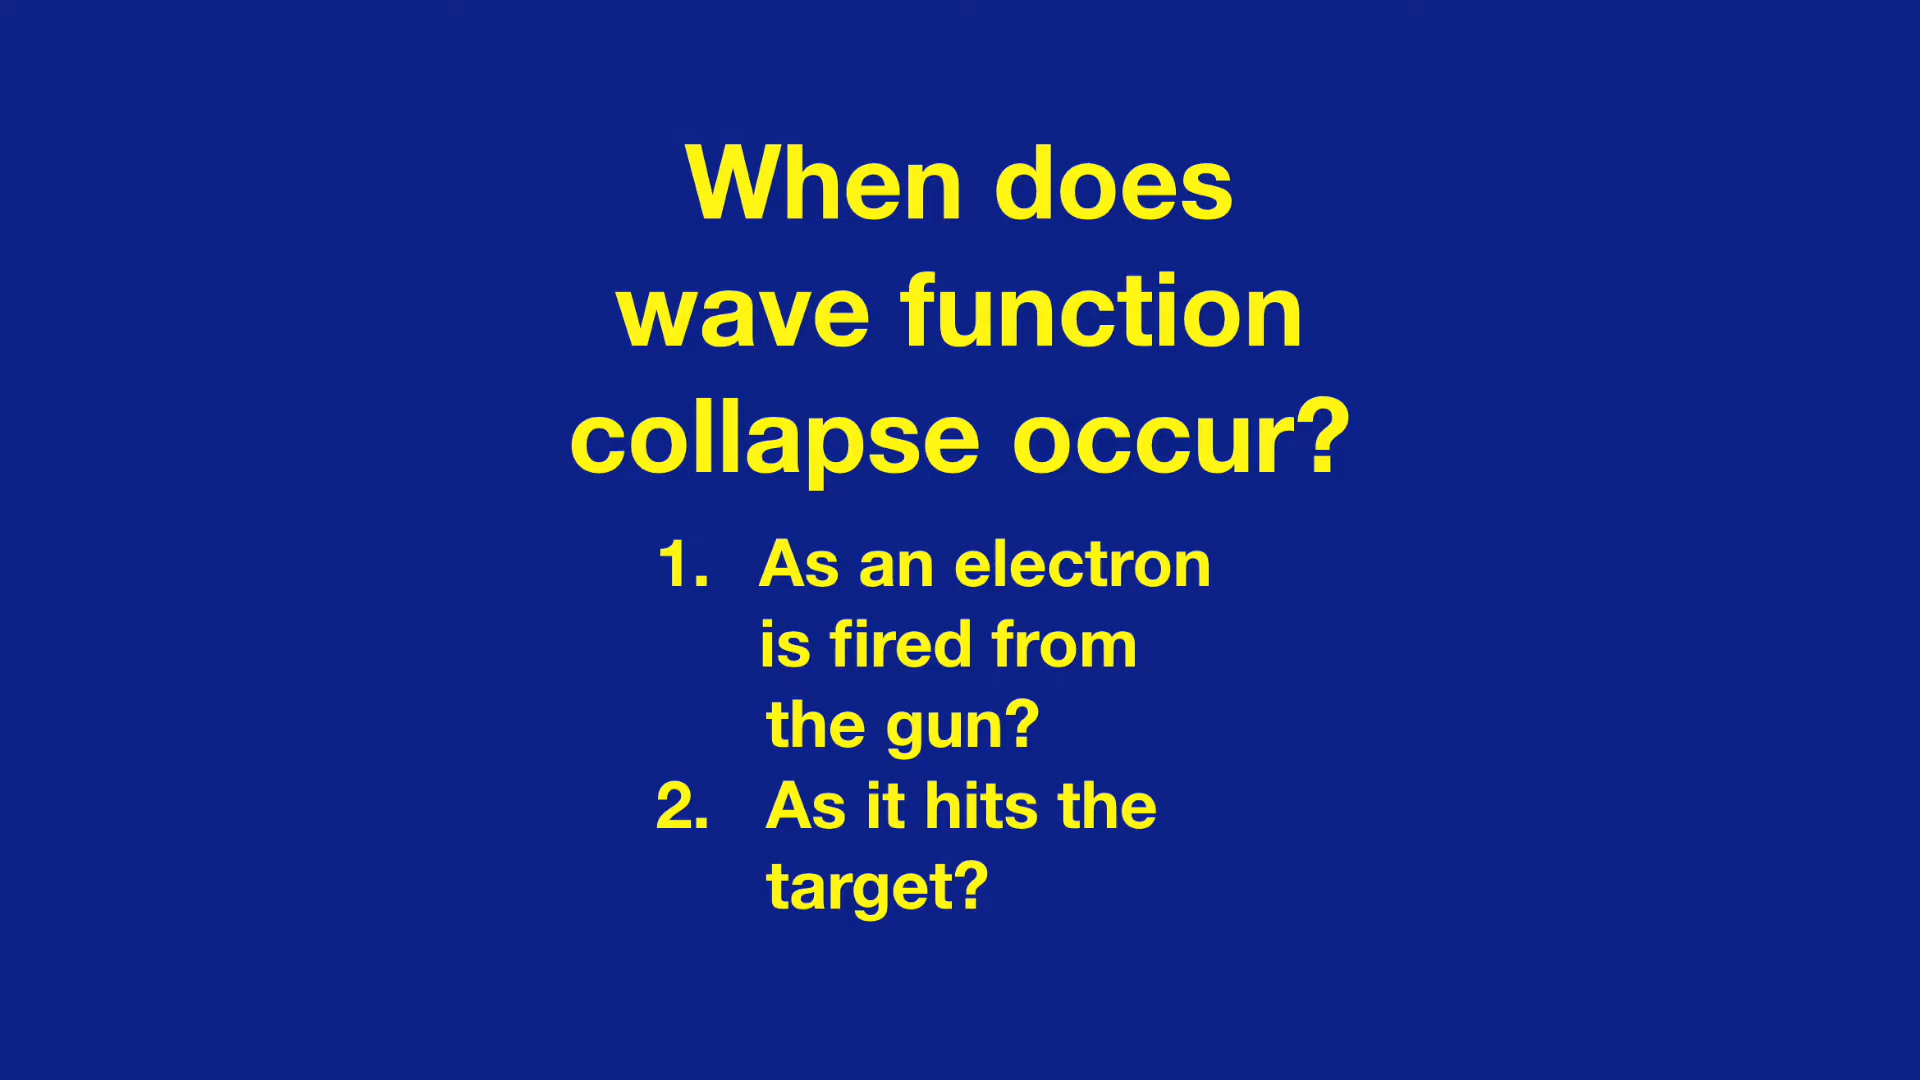 When does
wave function
collapse occur?
1. As an electron
is fired from
the gun?
2. As it hits the
target?